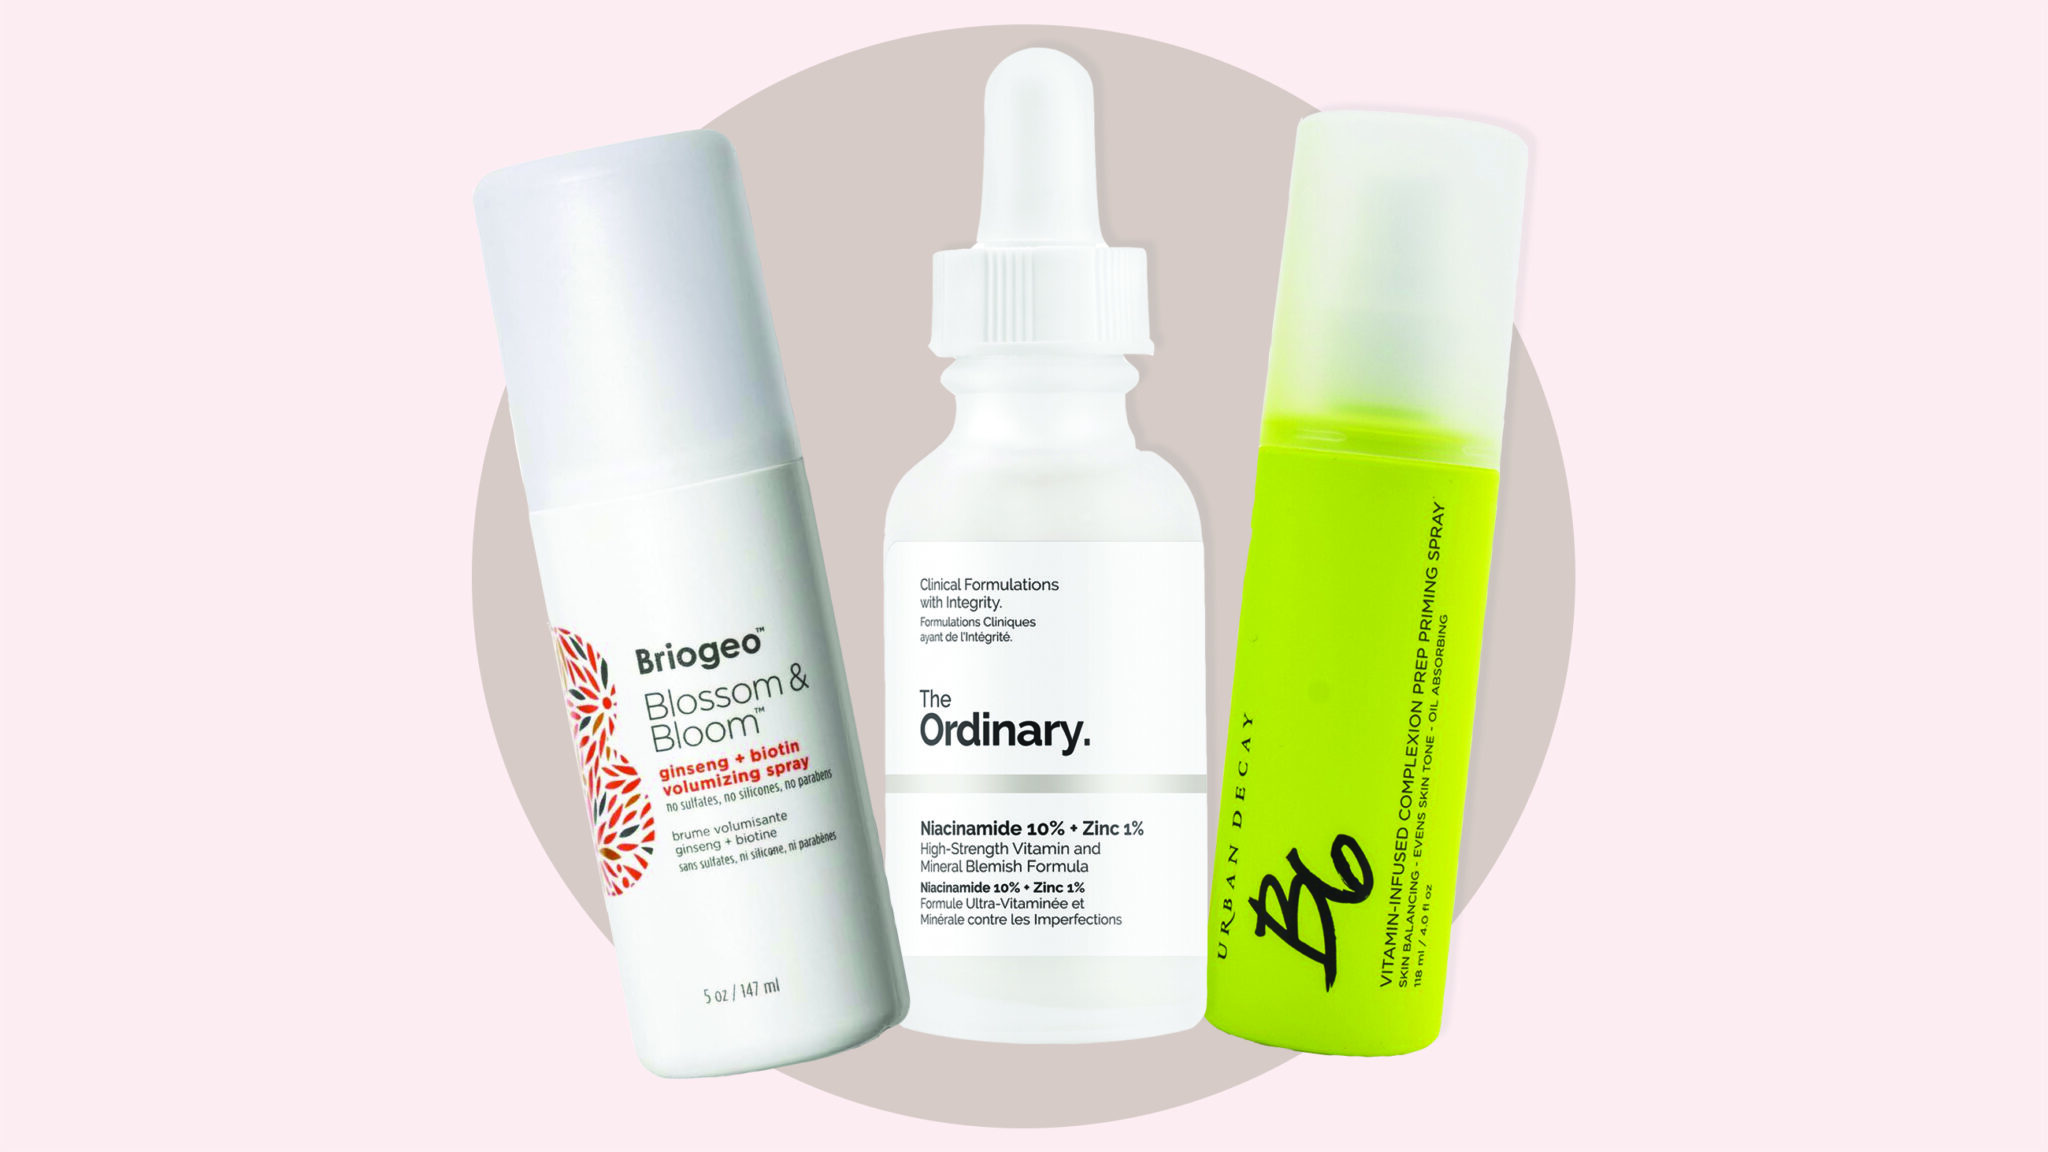 Briogeo™
Blossom &
Bloom™
ginseng + biotin
volumizing spray
no sulfates, no silicones, no parabens
brume volumisante
ginseng + biotine
sans sulfates, ni silicone, ni parabènes
5 oz / 147 ml
Clinical Formulations
with Integrity.
Formulations Cliniques
ayant de l'Intégrité.
The
Ordinary.
Niacinamide 10% + Zinc 1%
High-Strength Vitamin and
Mineral Blemish Formula
Niacinamide 10% + Zinc 1%
Formule Ultra-Vitaminée et
Minérale contre les Imperfections
URBAN DECAY
B6
VITAMIN-INFUSED COMPLEXION PREP PRIMING SPRAY
SKIN BALANCING - EVENS SKIN TONE - OIL ABSORBING
118 ml / 4.0 fl oz